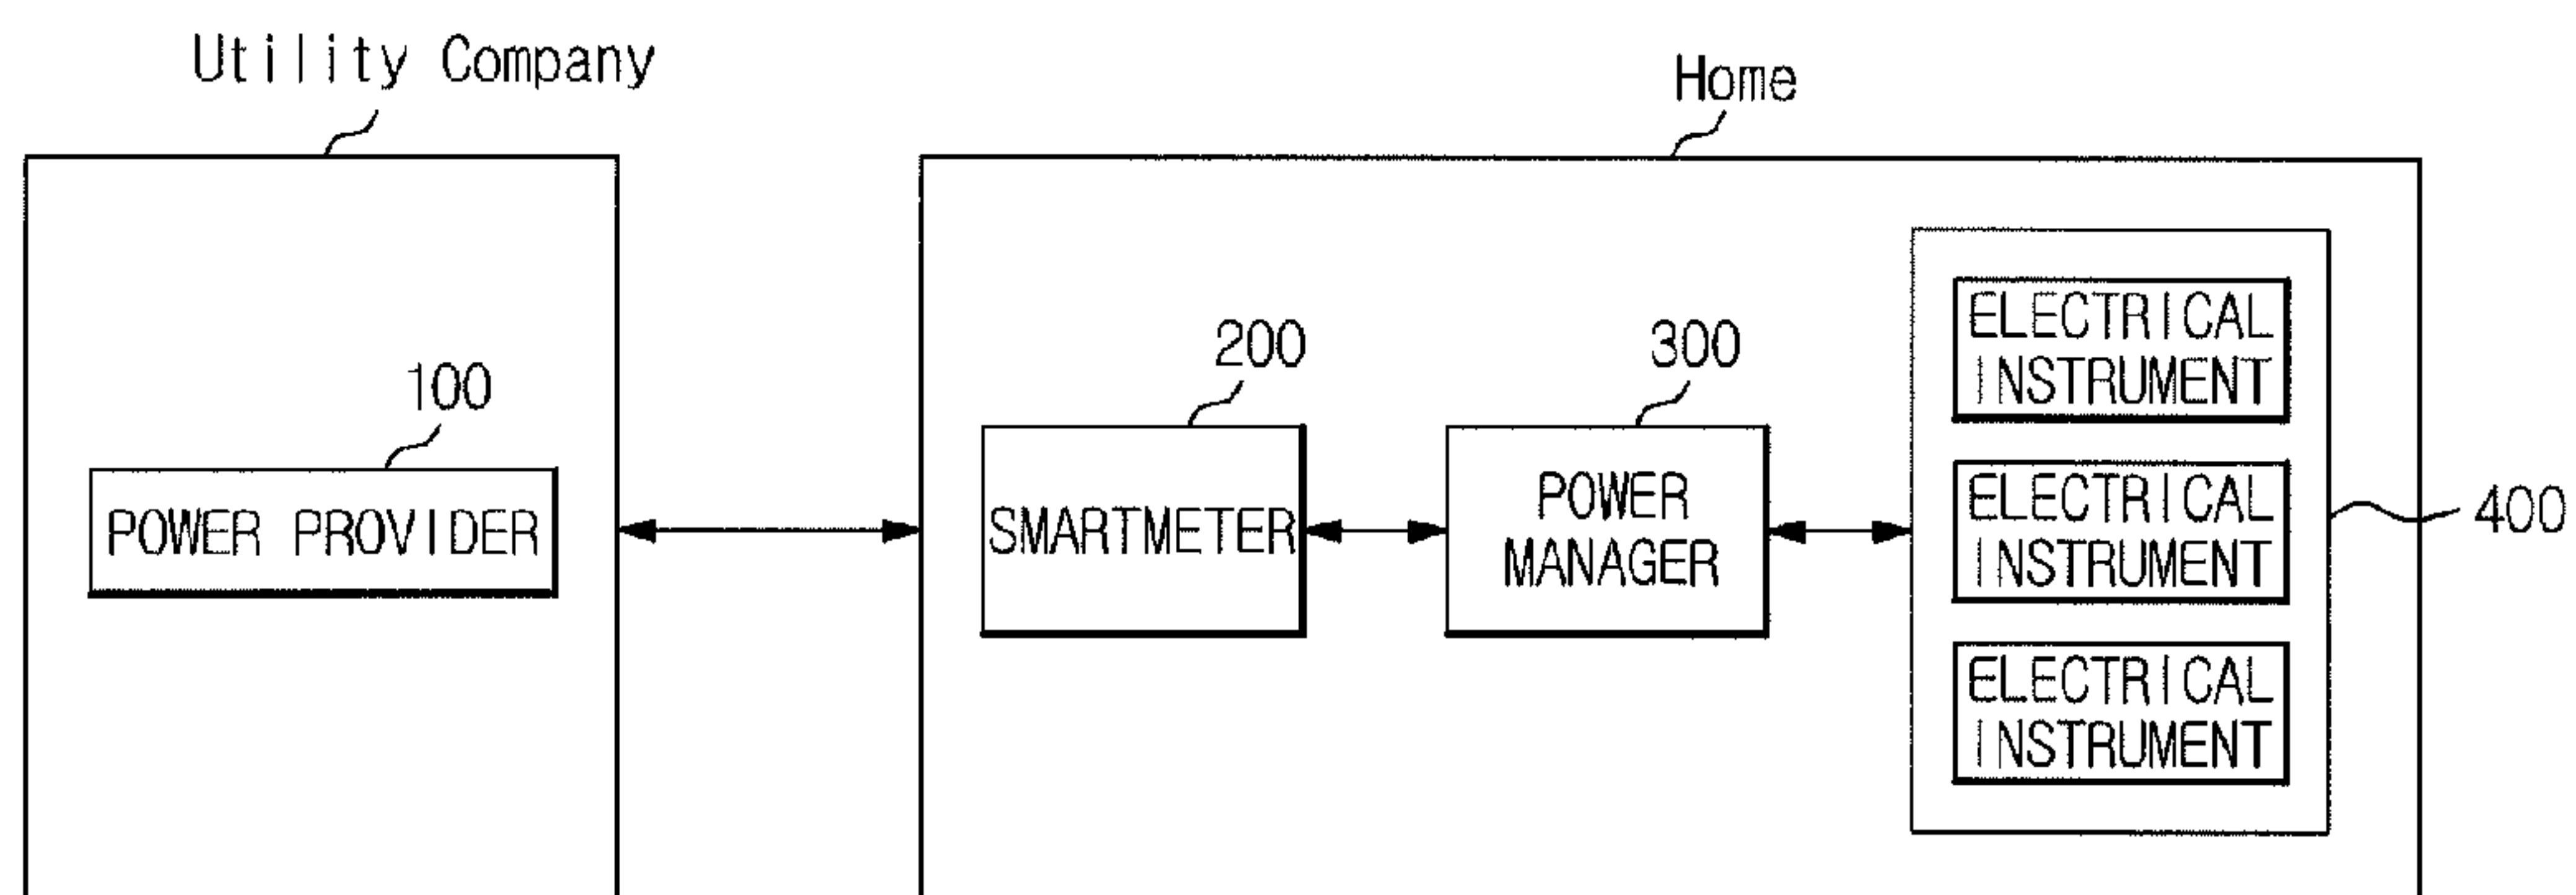 Utility Company
Home
100
POWER PROVIDER
200
SMARTMETER
300
POWER
MANAGER
ELECTRICAL
INSTRUMENT
ELECTRICAL
INSTRUMENT
ELECTRICAL
INSTRUMENT
400